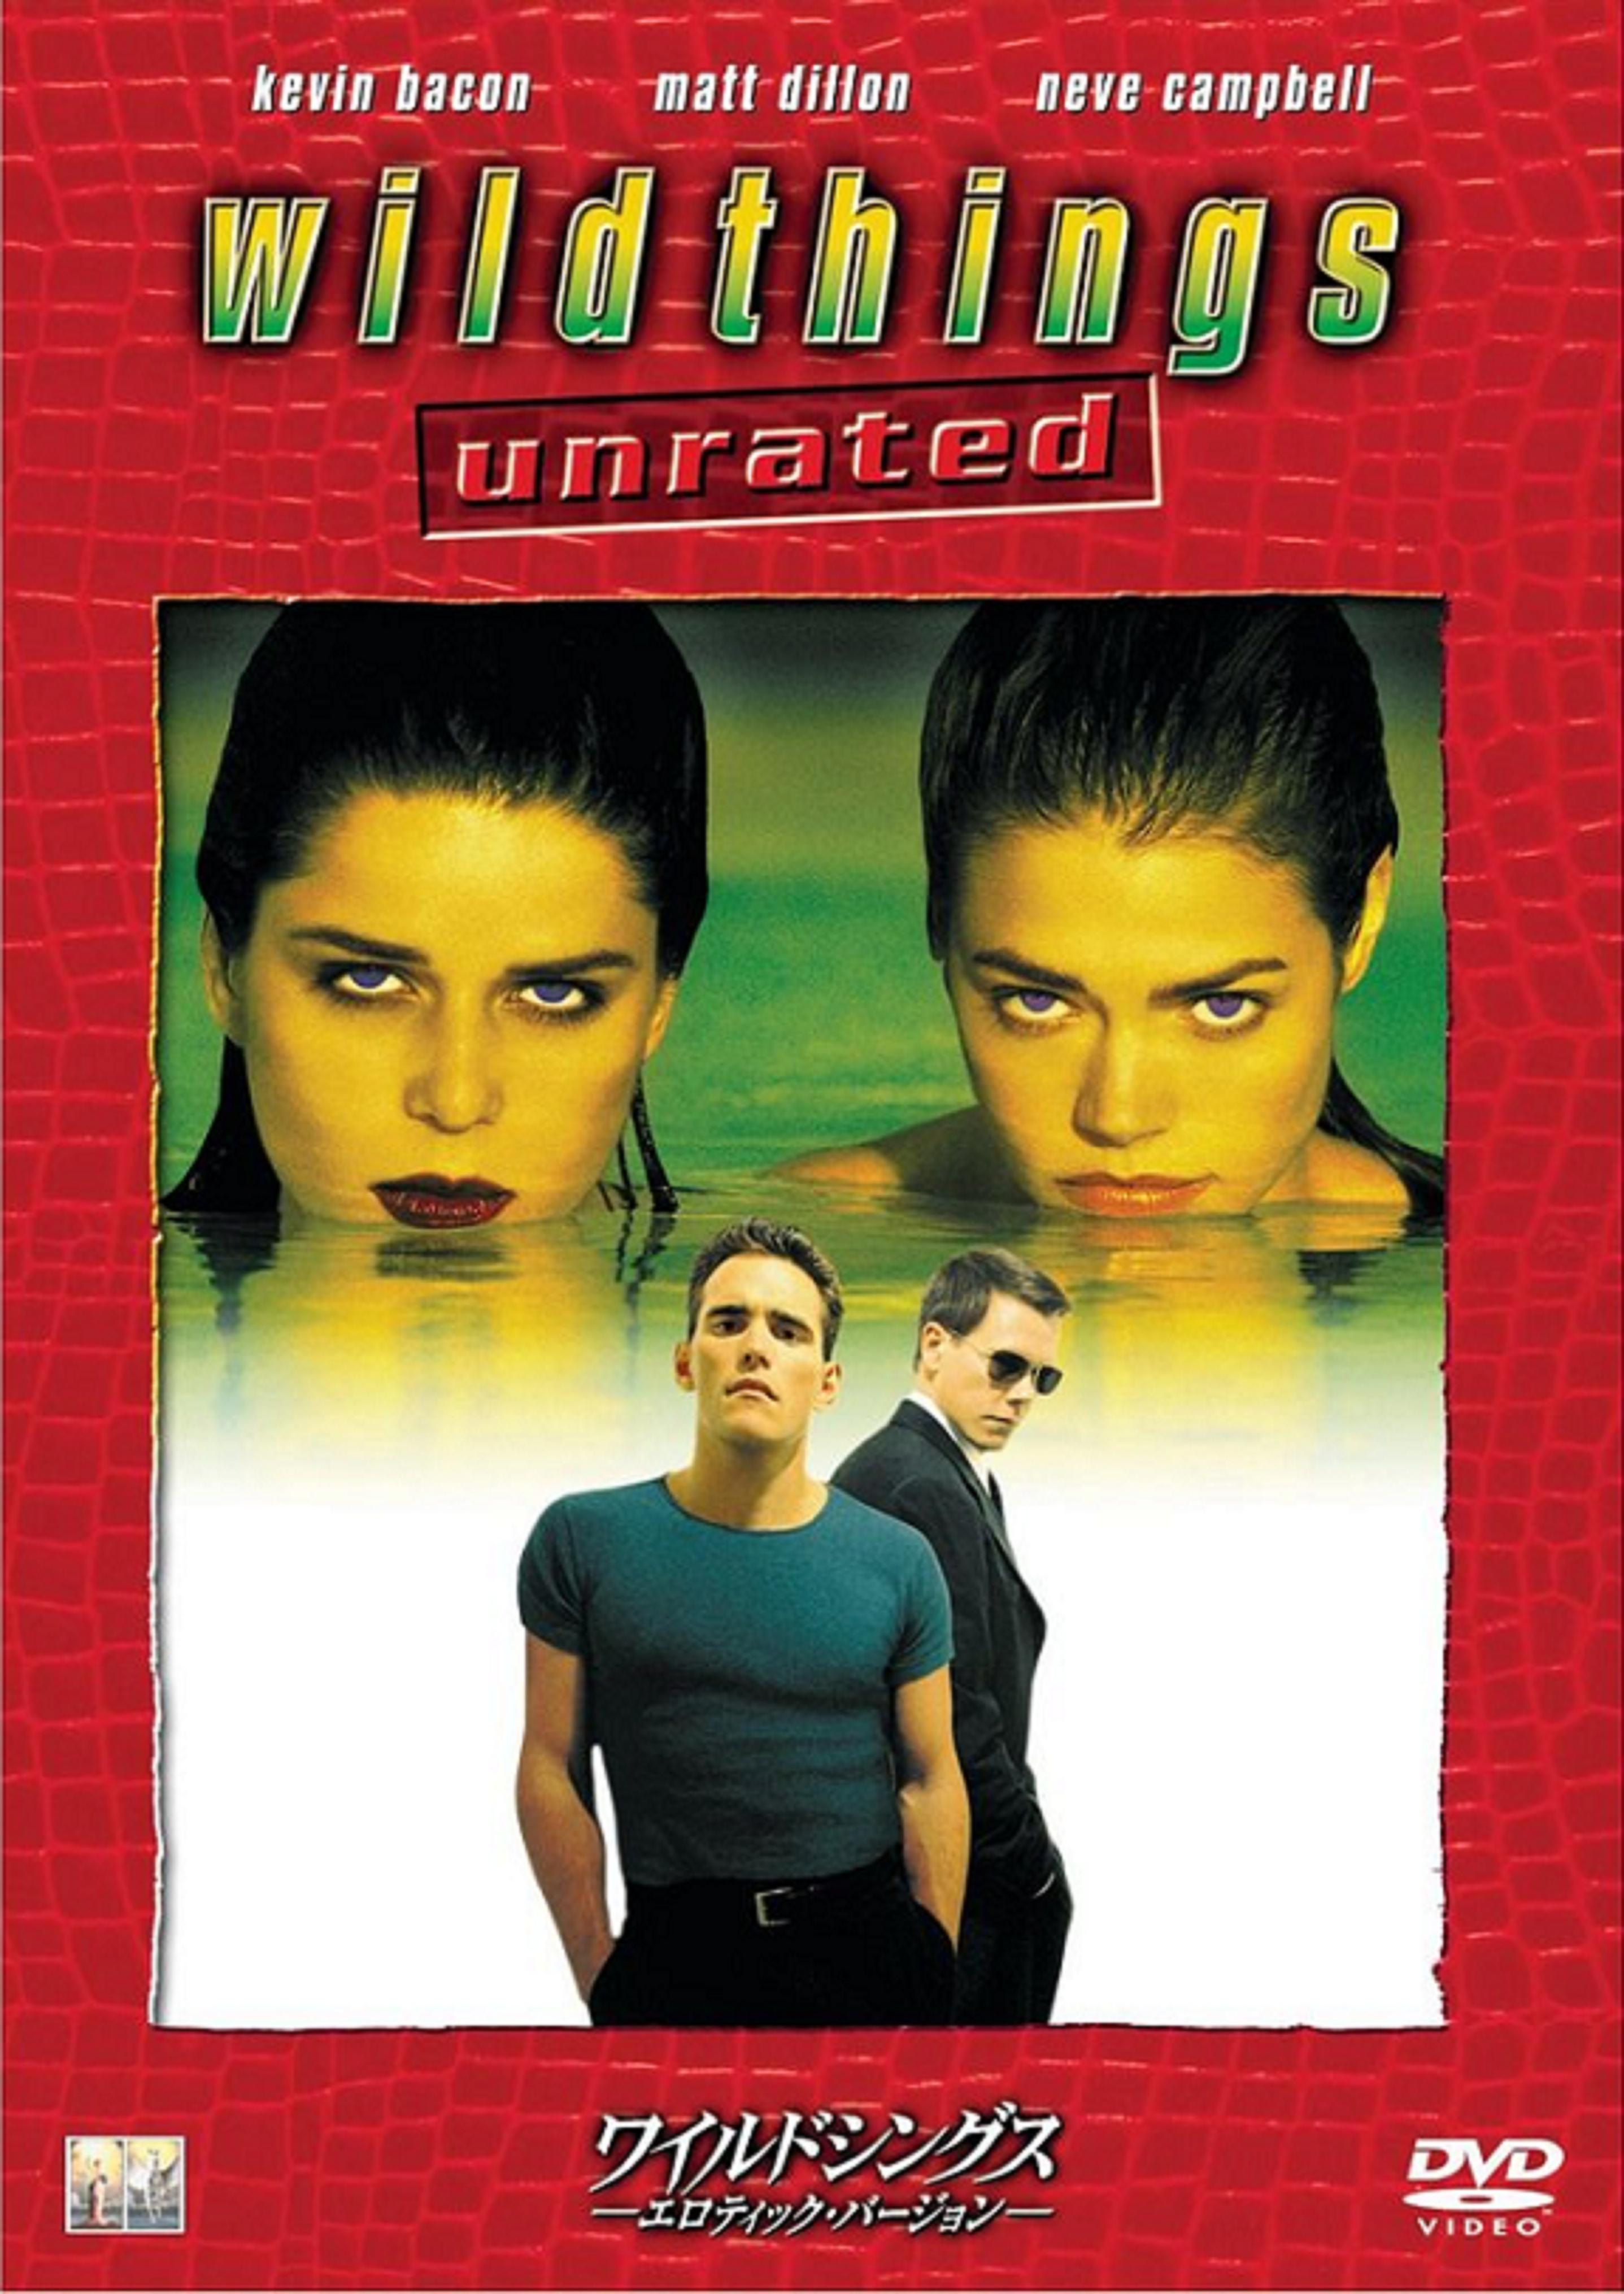 kevin bacon matt dillon neve campbell
wild things
unrated
ワイルドシングス
―エロティック・バージョン―
DVD
VIDEO